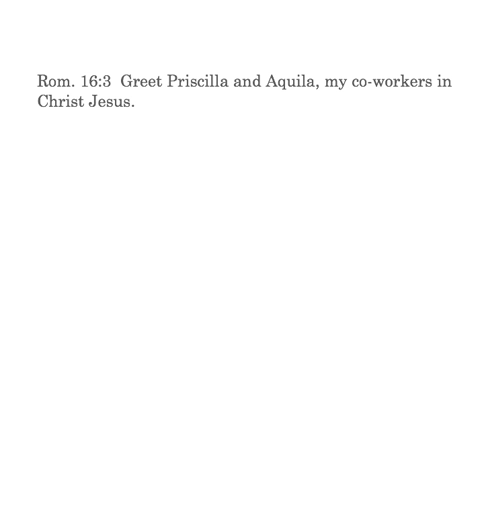 Rom. 16:3  Greet Priscilla and Aquila, my co-workers in
Christ Jesus.